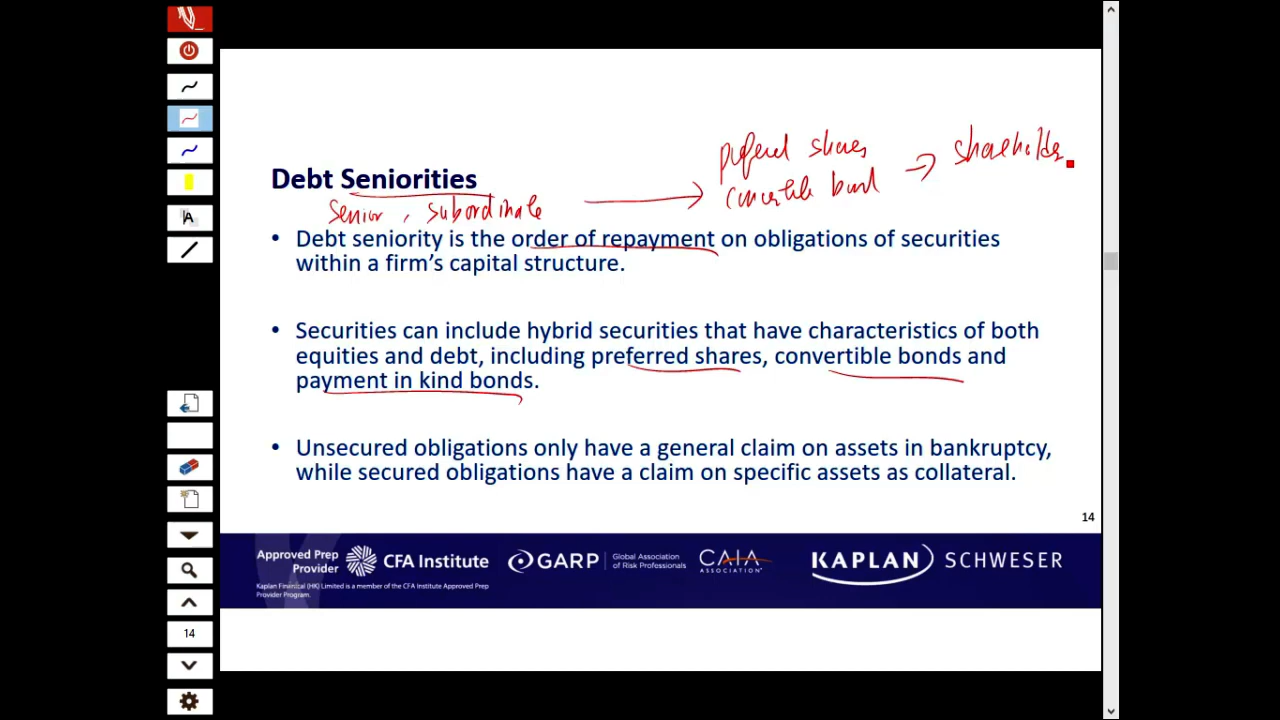 preferred shares
convertible bond
→ shareholder
Debt Seniorities
Senior , subordinate
• Debt seniority is the order of repayment on obligations of securities
within a firm's capital structure.
• Securities can include hybrid securities that have characteristics of both
equities and debt, including preferred shares, convertible bonds and
payment in kind bonds.
• Unsecured obligations only have a general claim on assets in bankruptcy,
while secured obligations have a claim on specific assets as collateral.
14
Approved Prep
Provider
CFA Institute
Kaplan Financial (HK) Limited is a member of the CFA Institute Approved Prep
Provider Program.
GARP
Global Association
of Risk Professionals
CAIA
ASSOCIATION
KAPLAN SCHWESER
A
14